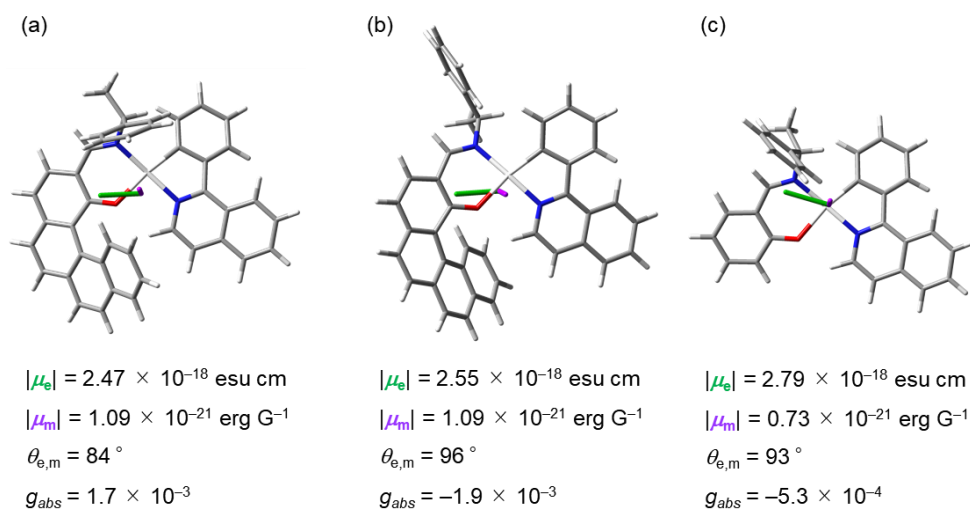 (a)
(b)
(c)
|μe| = 2.47 × 10⁻¹⁸ esu cm
|μm| = 1.09 × 10⁻²¹ erg G⁻¹
θe,m = 84 °
gabs = 1.7 × 10⁻³
|μe| = 2.55 × 10⁻¹⁸ esu cm
|μm| = 1.09 × 10⁻²¹ erg G⁻¹
θe,m = 96 °
gabs = –1.9 × 10⁻³
|μe| = 2.79 × 10⁻¹⁸ esu cm
|μm| = 0.73 × 10⁻²¹ erg G⁻¹
θe,m = 93 °
gabs = –5.3 × 10⁻⁴